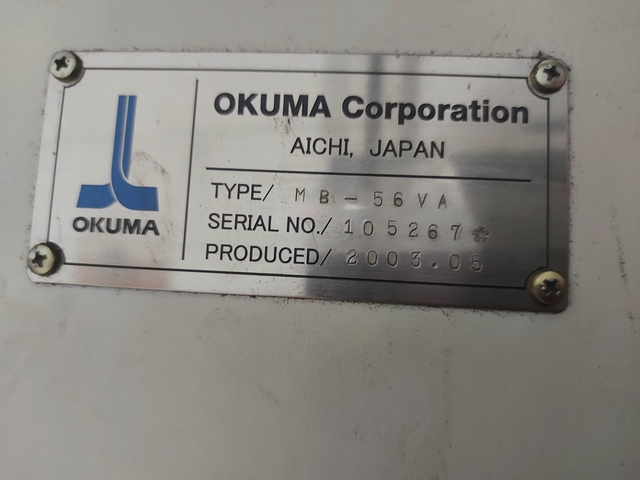 OKUMA
OKUMA Corporation
AICHI, JAPAN
TYPE/ MB-56VA
SERIAL NO./ 105267
PRODUCED/ 2003.05